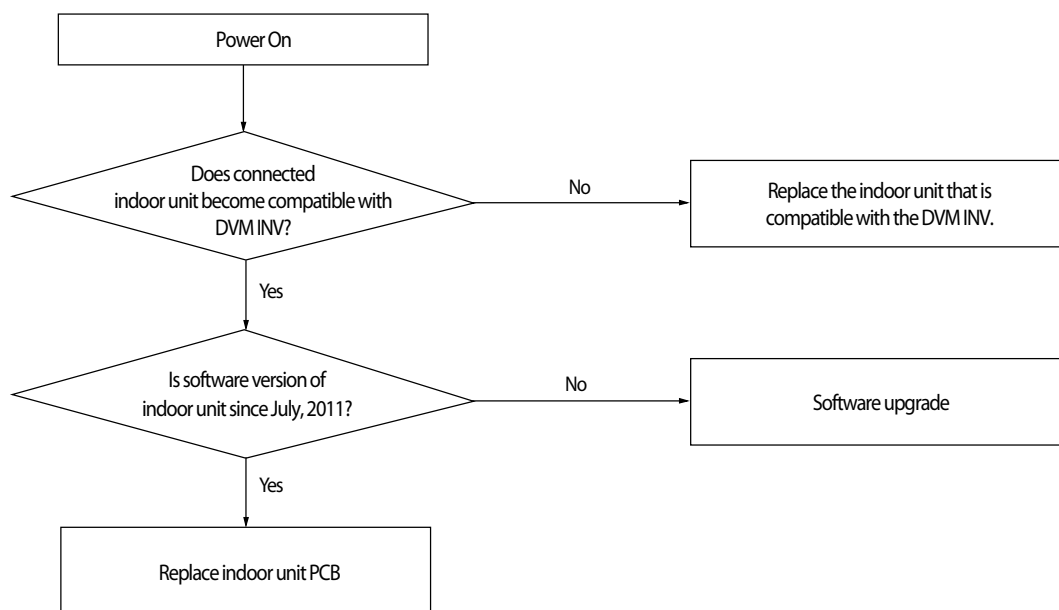 Power On
Does connected
indoor unit become compatible with
DVM INV?
No
Replace the indoor unit that is
compatible with the DVM INV.
Yes
Is software version of
indoor unit since July, 2011?
No
Software upgrade
Yes
Replace indoor unit PCB